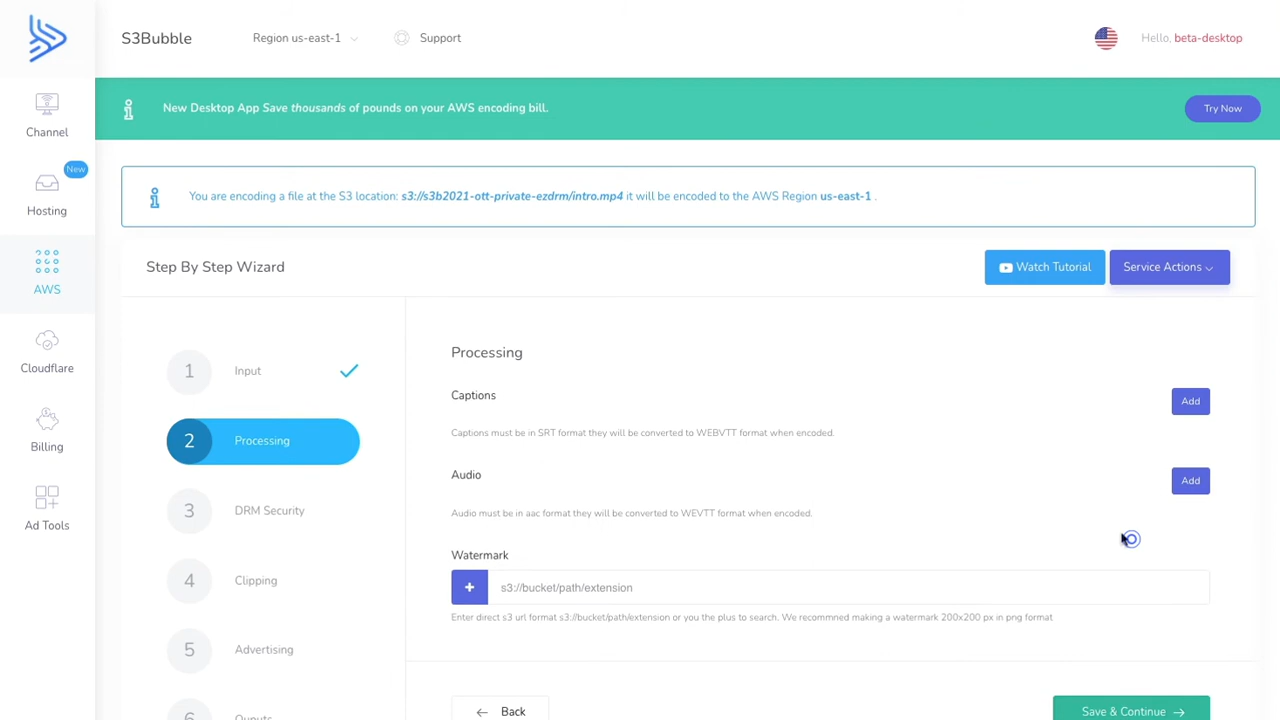 S3Bubble
Region us-east-1
Support
Hello, beta-desktop
Channel
New
Hosting
AWS
Cloudflare
Billing
Ad Tools
New Desktop App Save thousands of pounds on your AWS encoding bill.
Try Now
You are encoding a file at the S3 location: s3://s3b2021-ott-private-ezdrm/intro.mp4 it will be encoded to the AWS Region us-east-1 .
Step By Step Wizard
Watch Tutorial
Service Actions
1 Input
2 Processing
3 DRM Security
4 Clipping
5 Advertising
6 Ouputs
Processing
Captions
Add
Captions must be in SRT format they will be converted to WEBVTT format when encoded.
Audio
Add
Audio must be in aac format they will be converted to WEVTT format when encoded.
Watermark
+ s3://bucket/path/extension
Enter direct s3 url format s3://bucket/path/extension or you the plus to search. We recommned making a watermark 200x200 px in png format
← Back
Save & Continue →